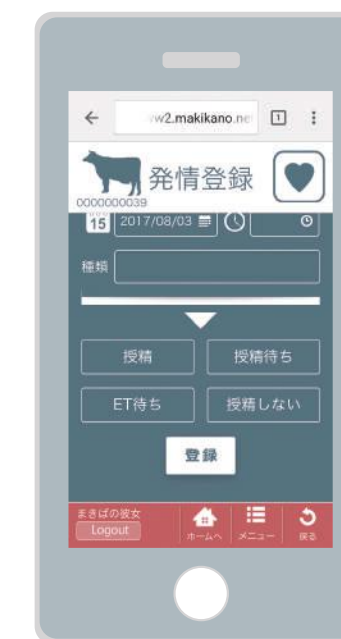 w2.makikano.ne
1
発情登録
0000000039
15
2017/08/03
種類
授精
授精待ち
ET待ち
授精しない
登録
まきばの彼女
Logout
ホームへ
メニュー
戻る